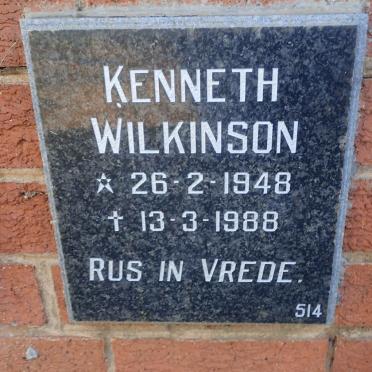 KENNETH
WILKINSON
☆ 26-2-1948
† 13-3-1988
RUS IN VREDE.
514